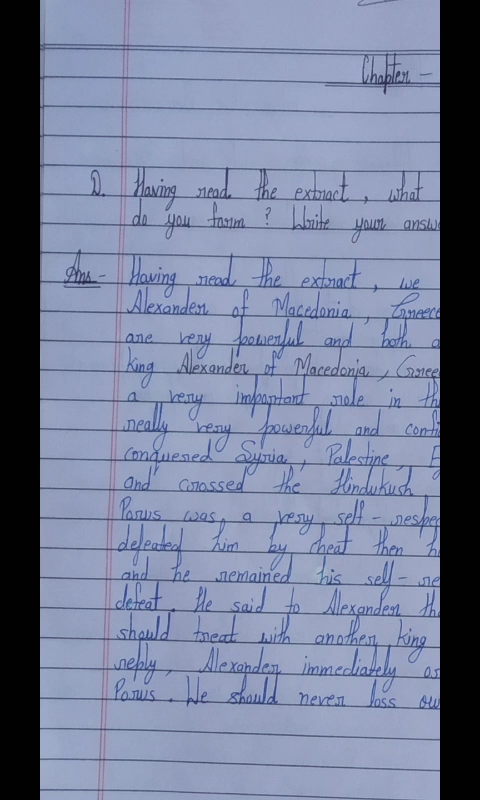 Chapter -
D. Having read the extract, what
do you form ? Write your answe
Ans - Having read the extract, we
Alexander of Macedonia, Greece
are very powerful and both a
king Alexander of Macedonia, Gree
a very important role in th
really very powerful and confi
conquered Syria, Palestine, E
and crossed the Hindukush
Porus was, a very self-respec
defeated him by cheat then h
and he remained his self-re
defeat. He said to Alexander th
should treat with another king
reply, Alexander immediately or
Porus. We should never loss ou